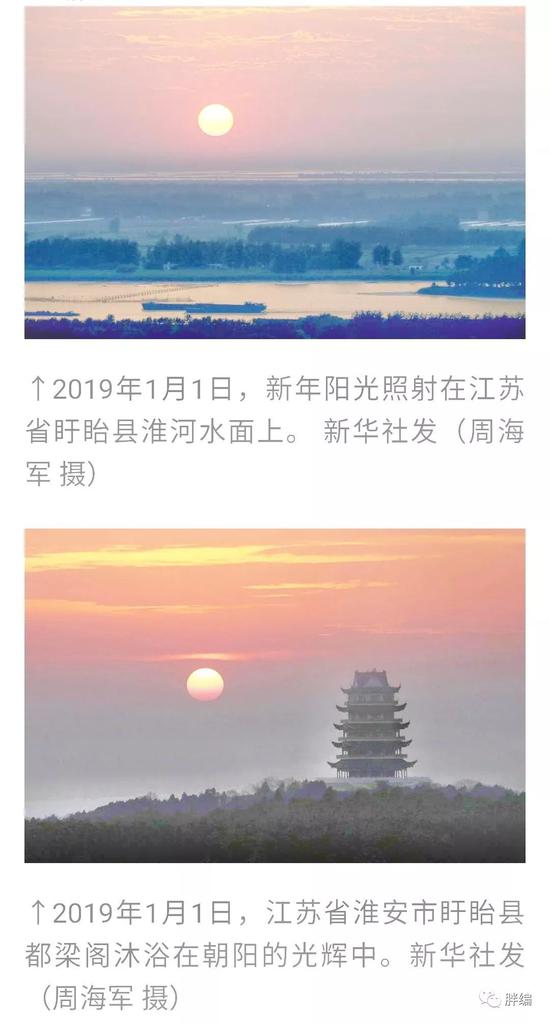 ↑2019年1月1日，新年阳光照射在江苏
省盱眙县淮河水面上。 新华社发（周海
军 摄）
↑2019年1月1日，江苏省淮安市盱眙县
都梁阁沐浴在朝阳的光辉中。新华社发
（周海军 摄）
胖编